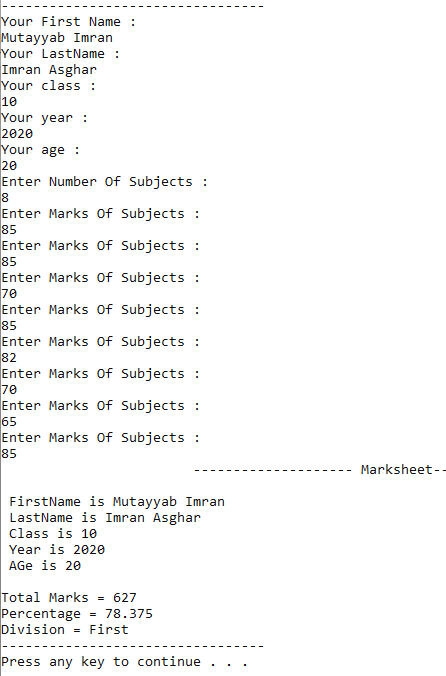 ---------------------------------
Your First Name :
Mutayyab Imran
Your LastName :
Imran Asghar
Your class :
10
Your year :
2020
Your age :
20
Enter Number Of Subjects :
8
Enter Marks Of Subjects :
85
Enter Marks Of Subjects :
85
Enter Marks Of Subjects :
70
Enter Marks Of Subjects :
85
Enter Marks Of Subjects :
82
Enter Marks Of Subjects :
70
Enter Marks Of Subjects :
65
Enter Marks Of Subjects :
85
-------------------- Marksheet--
FirstName is Mutayyab Imran
LastName is Imran Asghar
Class is 10
Year is 2020
AGe is 20
Total Marks = 627
Percentage = 78.375
Division = First
---------------------------------
Press any key to continue . . .